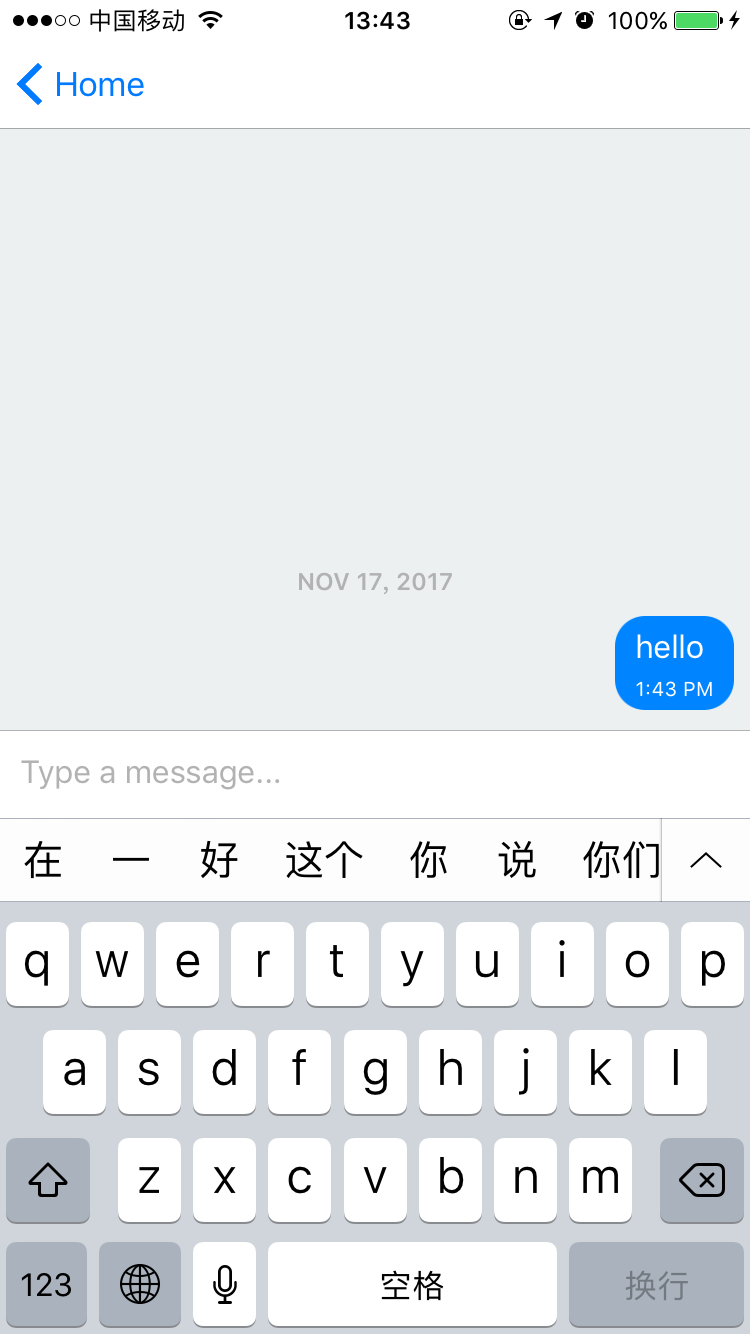 中国移动 13:43 100%
Home
NOV 17, 2017
hello
1:43 PM
Type a message...
在 一 好 这个 你 说 你们
q w e r t y u i o p
a s d f g h j k l
z x c v b n m
123 空格 换行